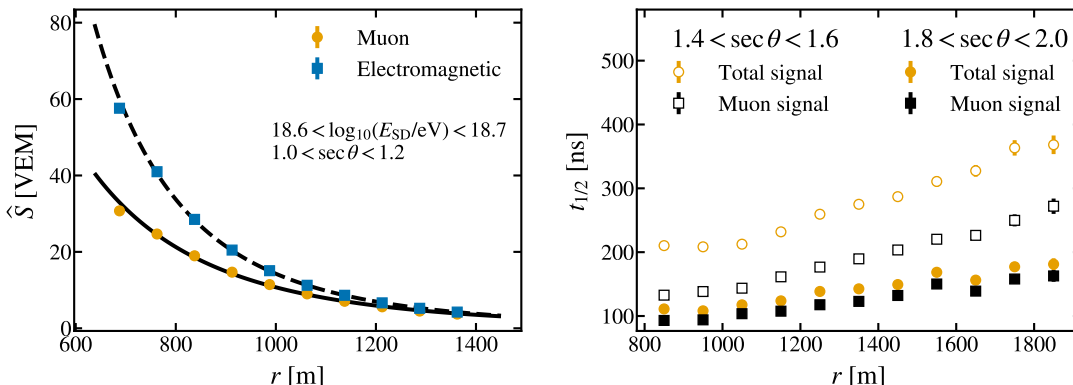 80
60
40
20
0
600
800
1000
1200
1400
Ŝ [VEM]
r [m]
Muon
Electromagnetic
18.6 < log₁₀(E_SD/eV) < 18.7
1.0 < sec θ < 1.2
500
400
300
200
100
800
1000
1200
1400
1600
1800
t₁/₂ [ns]
r [m]
1.4 < sec θ < 1.6 1.8 < sec θ < 2.0
Total signal Total signal
Muon signal Muon signal